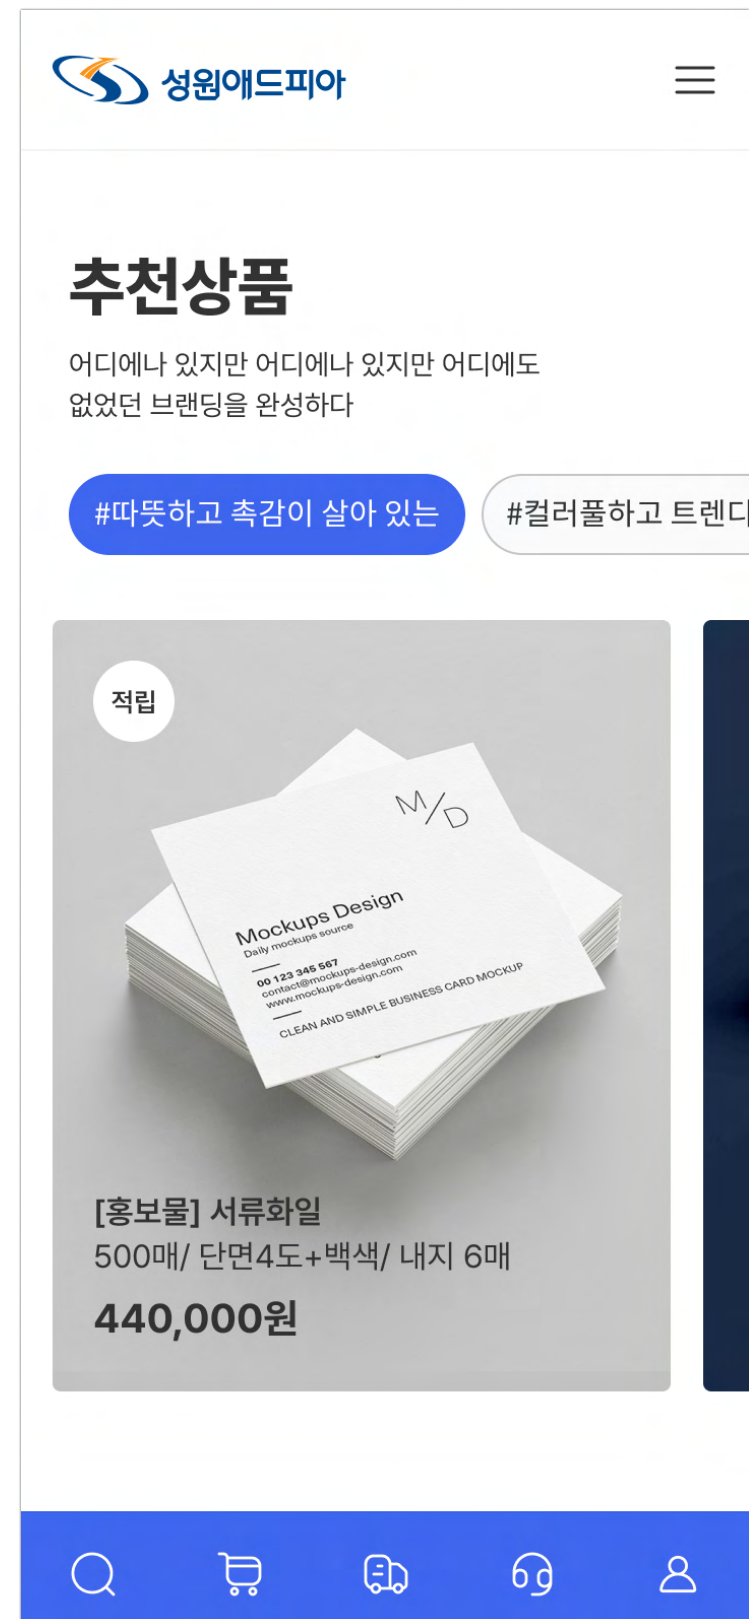 성원애드피아
추천상품
어디에나 있지만 어디에나 있지만 어디에도
없었던 브랜딩을 완성하다
#따뜻하고 촉감이 살아 있는
#컬러풀하고 트렌디
적립
M/D
Mockups Design
Daily mockups source
00 123 345 567
contact@mockups-design.com
www.mockups-design.com
CLEAN AND SIMPLE BUSINESS CARD MOCKUP
[홍보물] 서류화일
500매/ 단면4도+백색/ 내지 6매
440,000원